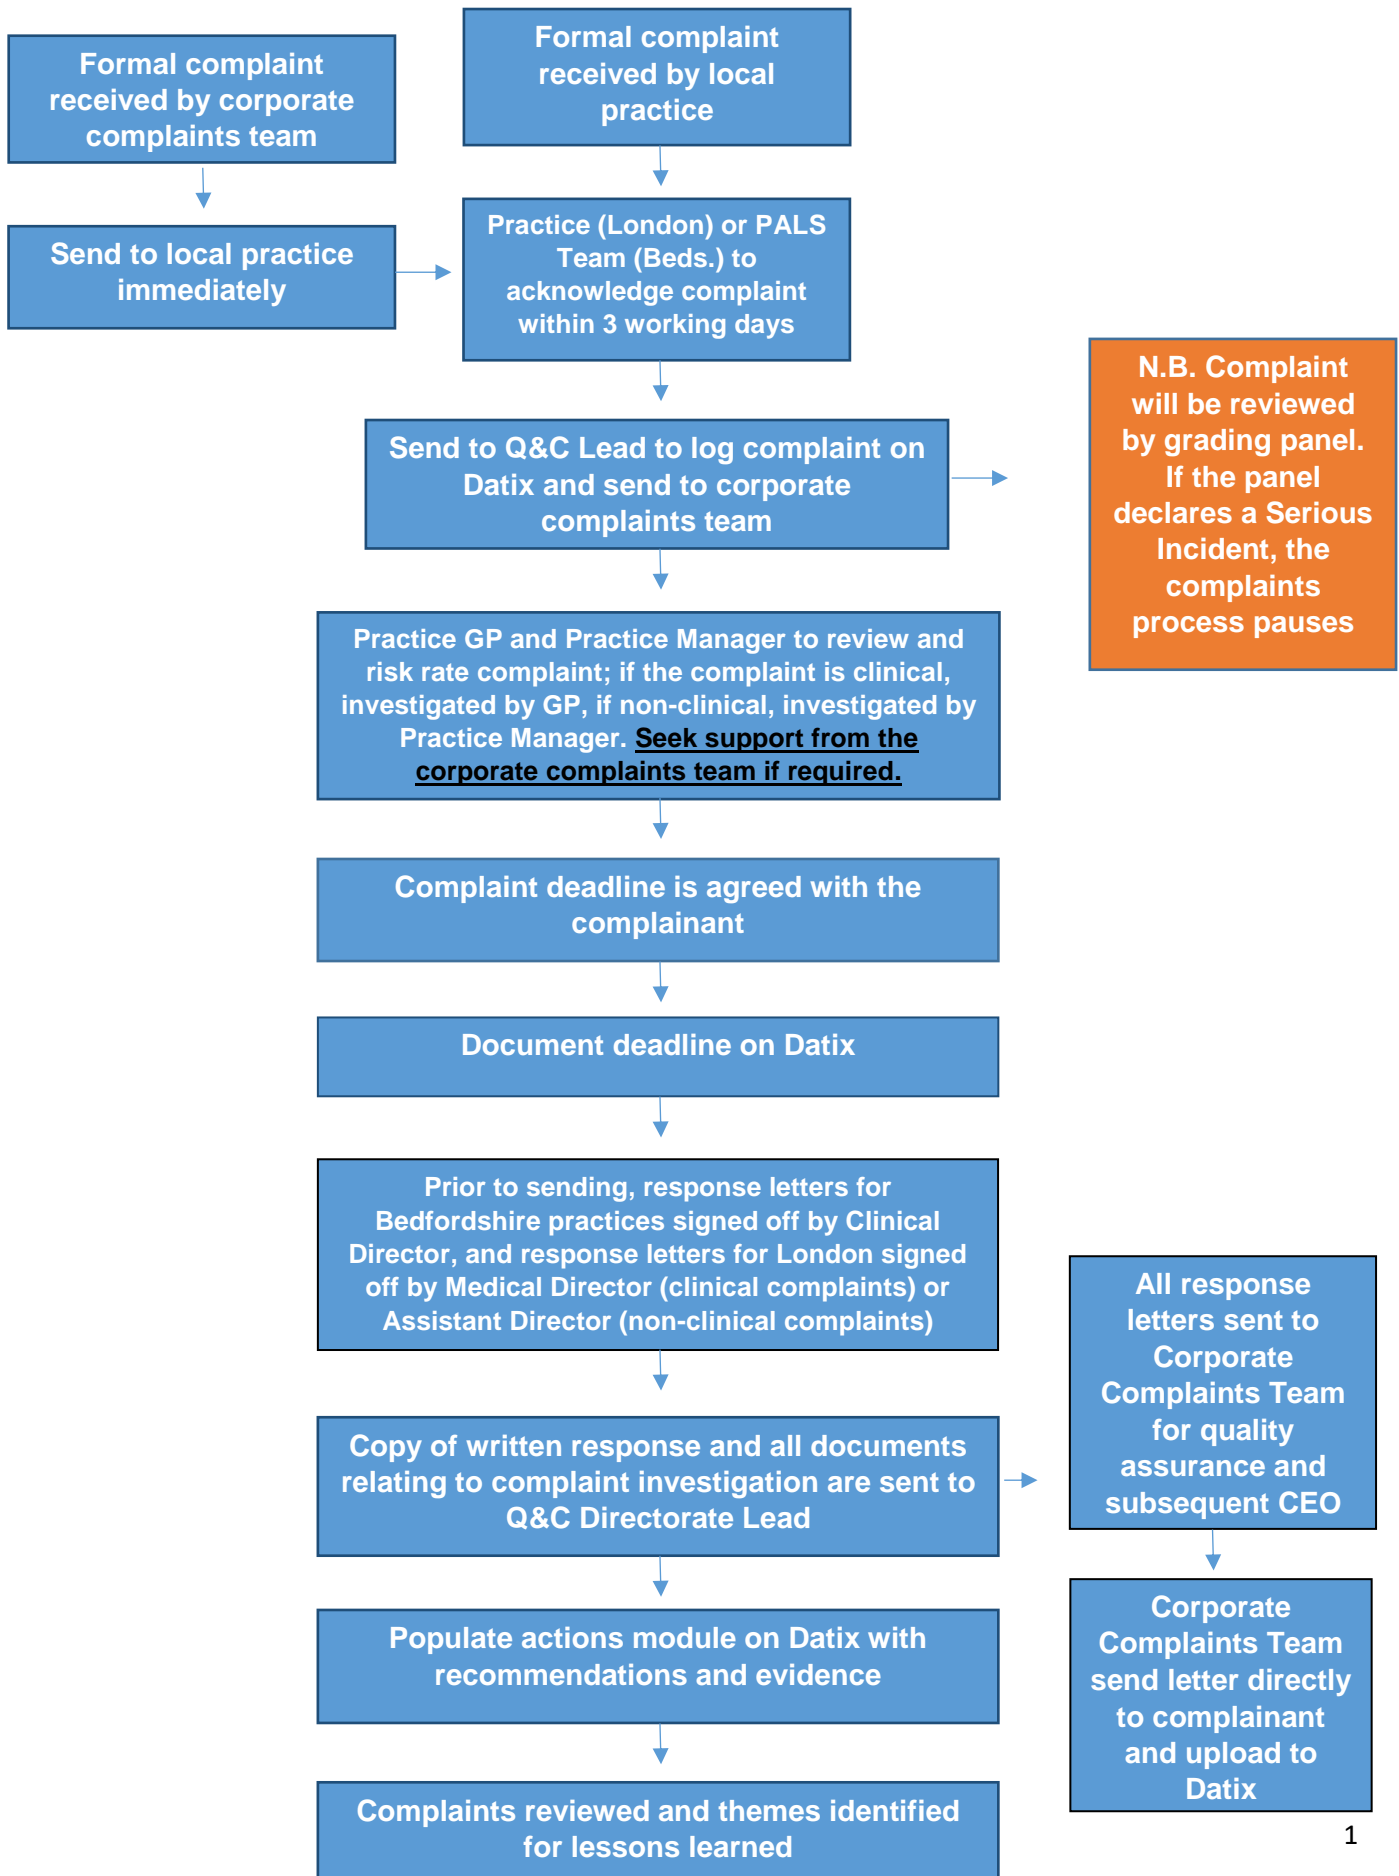 Formal complaint
received by corporate
complaints team
Formal complaint
received by local
practice
Send to local practice
immediately
Practice (London) or PALS
Team (Beds.) to
acknowledge complaint
within 3 working days
Send to Q&C Lead to log complaint on
Datix and send to corporate
complaints team
N.B. Complaint
will be reviewed
by grading panel.
If the panel
declares a Serious
Incident, the
complaints
process pauses
Practice GP and Practice Manager to review and
risk rate complaint; if the complaint is clinical,
investigated by GP, if non-clinical, investigated by
Practice Manager. Seek support from the
corporate complaints team if required.
Complaint deadline is agreed with the
complainant
Document deadline on Datix
Prior to sending, response letters for
Bedfordshire practices signed off by Clinical
Director, and response letters for London signed
off by Medical Director (clinical complaints) or
Assistant Director (non-clinical complaints)
Copy of written response and all documents
relating to complaint investigation are sent to
Q&C Directorate Lead
All response
letters sent to
Corporate
Complaints Team
for quality
assurance and
subsequent CEO
Populate actions module on Datix with
recommendations and evidence
Corporate
Complaints Team
send letter directly
to complainant
and upload to
Datix
Complaints reviewed and themes identified
for lessons learned
1